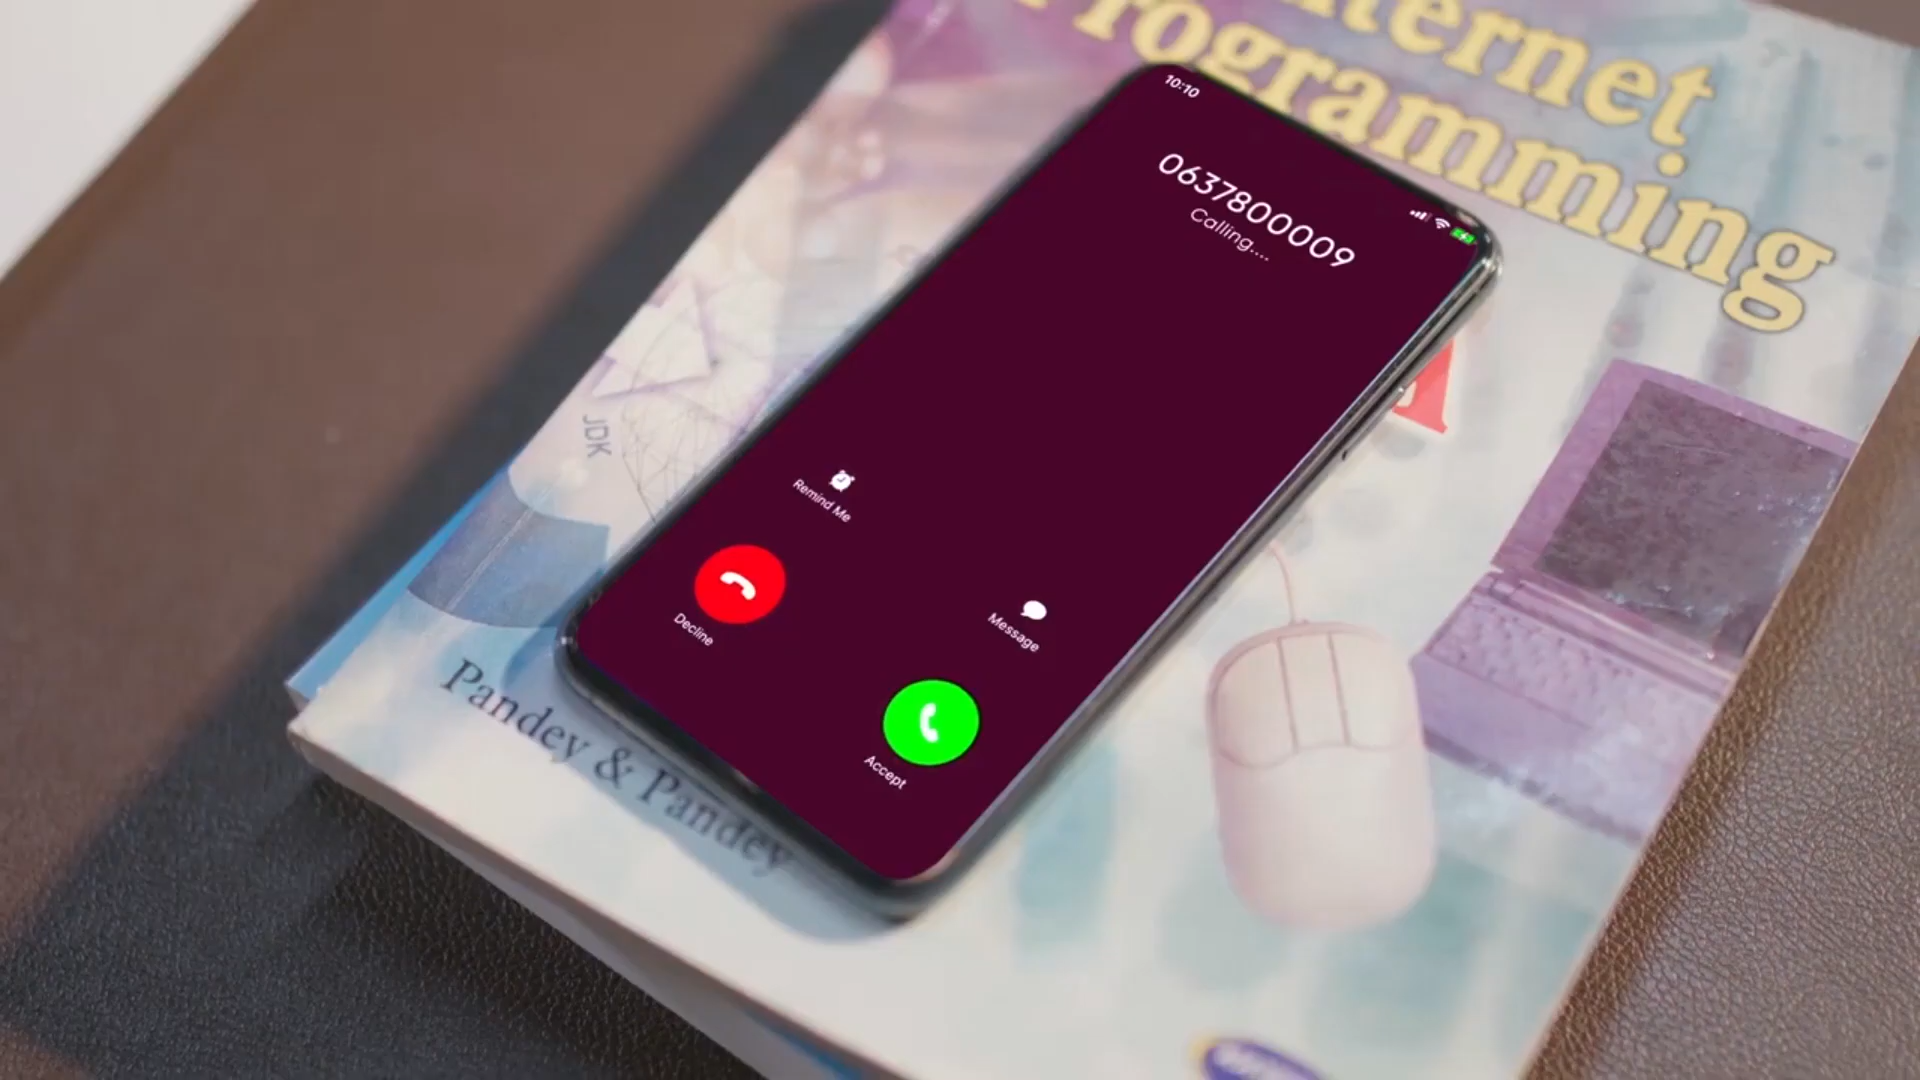 Internet
Programming
10:10
0637800009
Calling....
JDK
Remind Me
Message
Decline
Accept
Pandey & Pandey